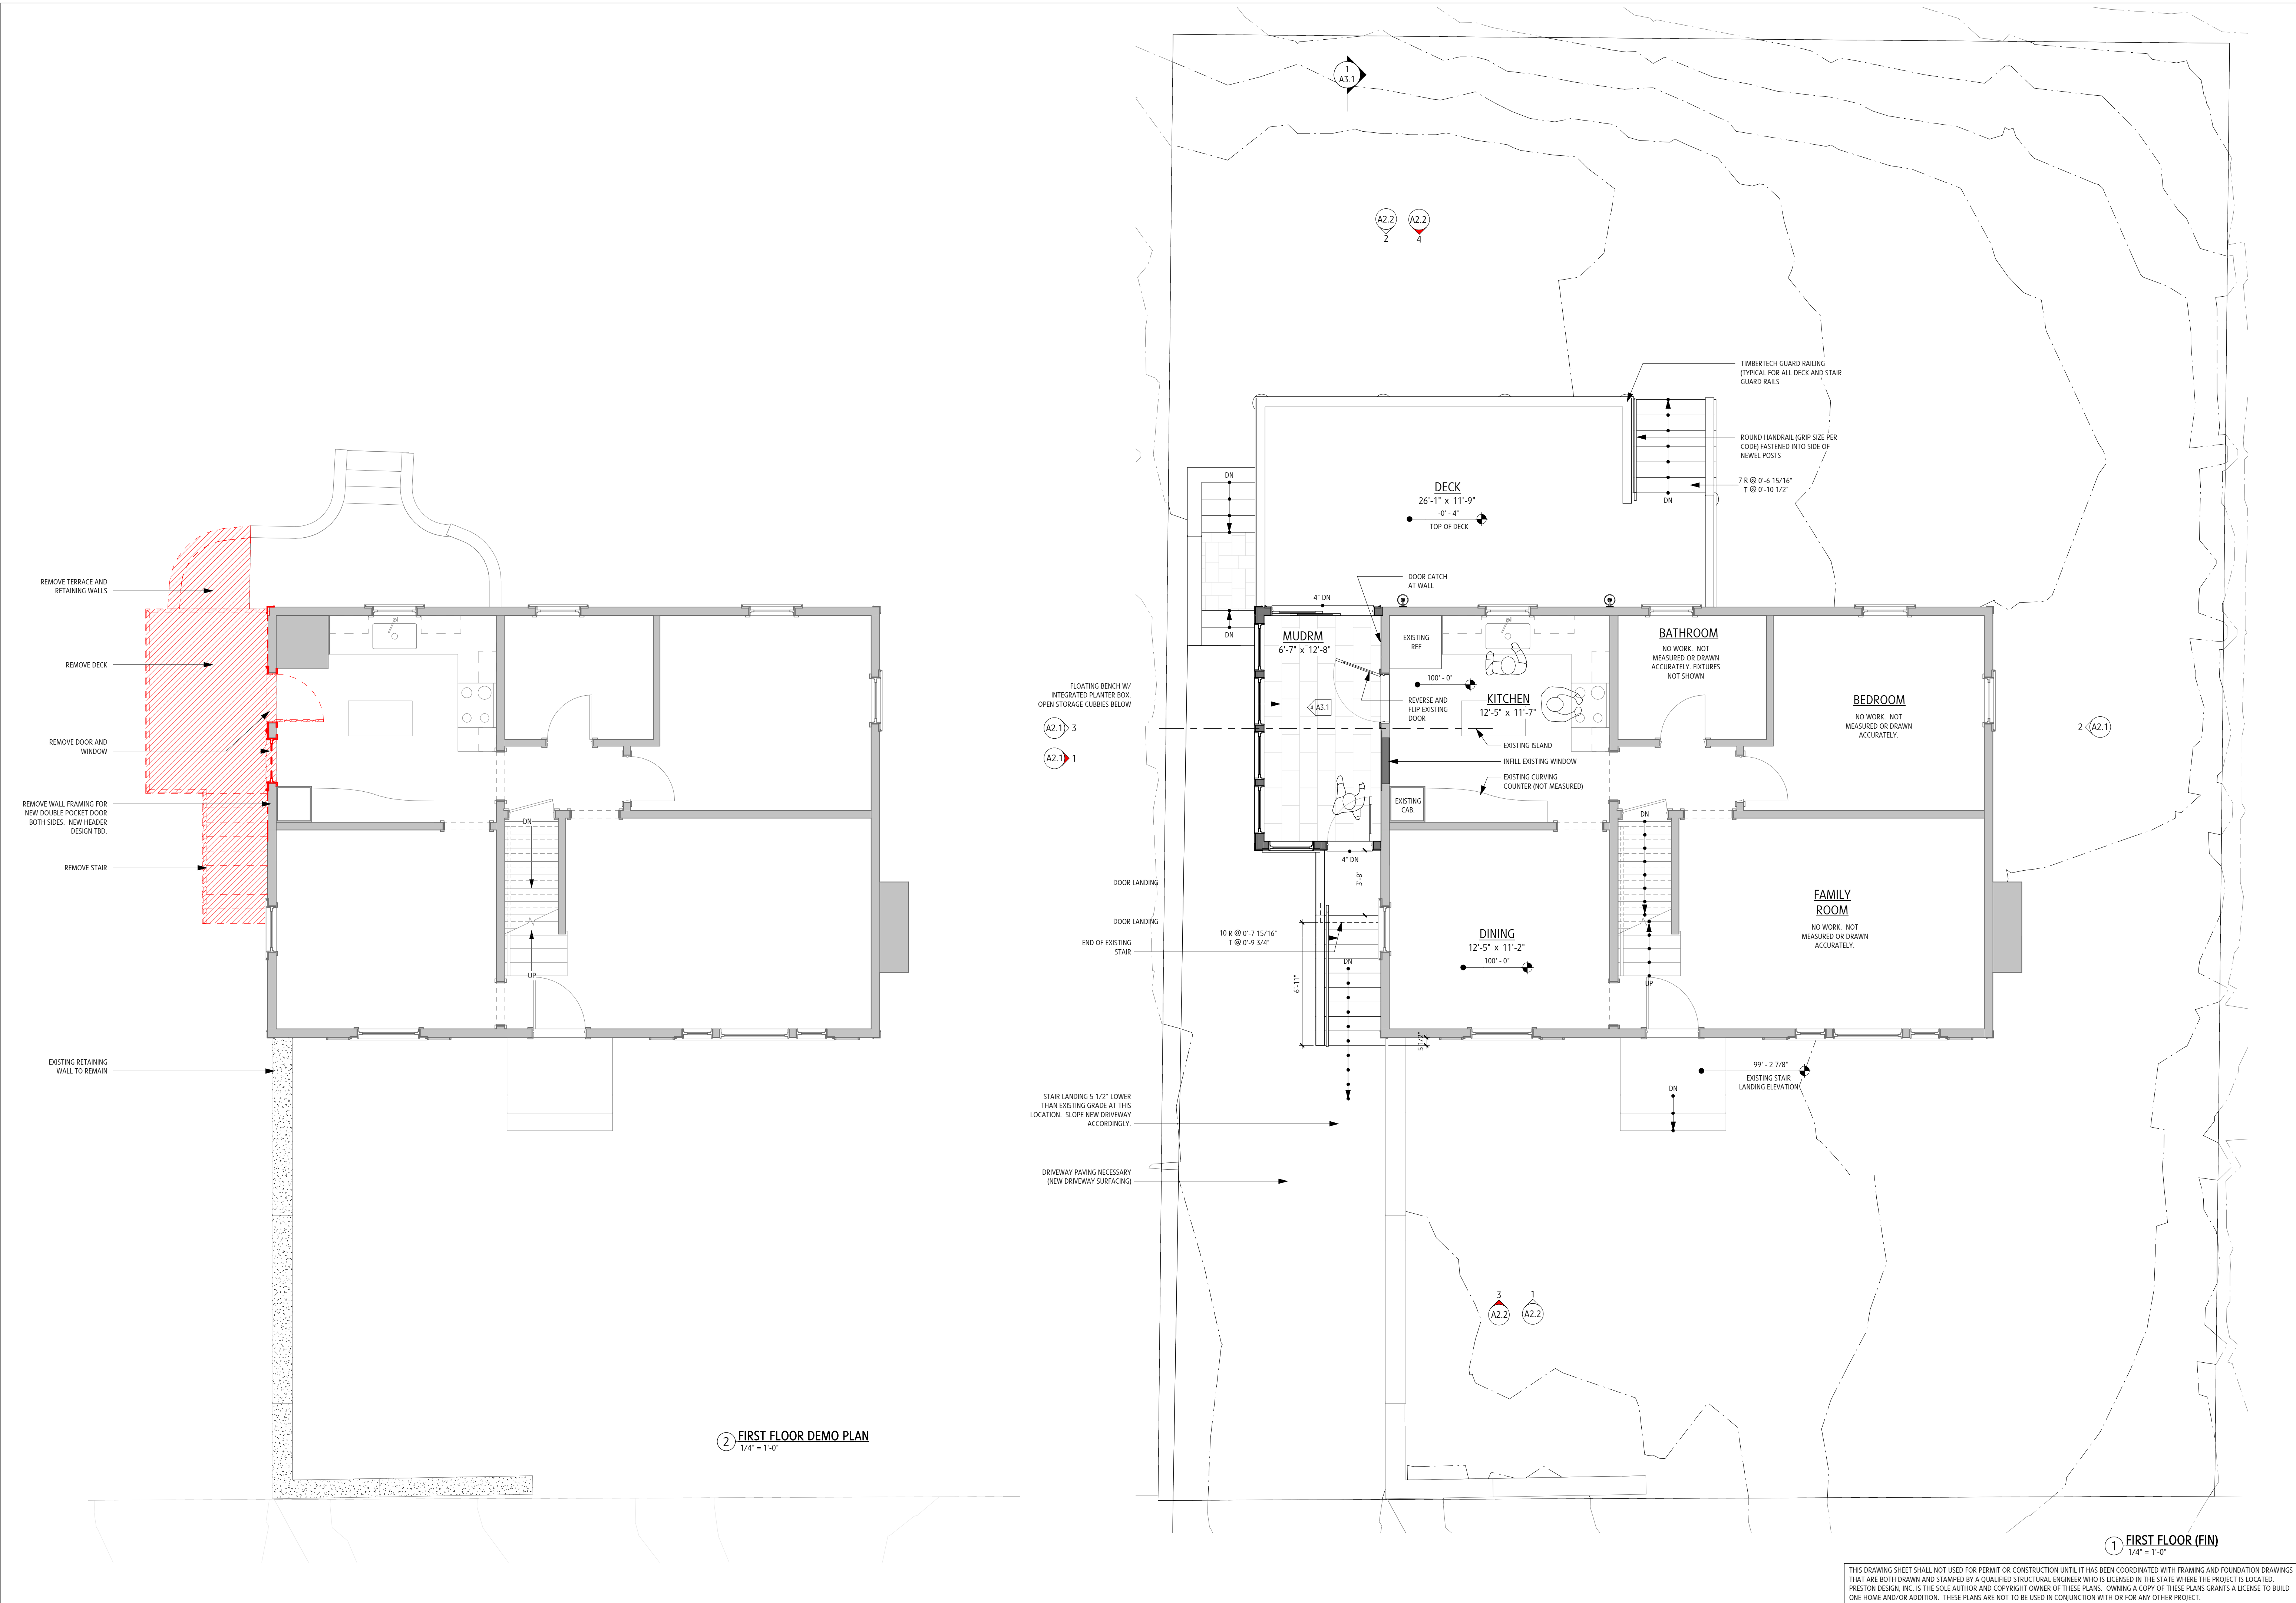 REMOVE TERRACE AND
RETAINING WALLS
REMOVE DECK
REMOVE DOOR AND
WINDOW
REMOVE WALL FRAMING FOR
NEW DOUBLE POCKET DOOR
BOTH SIDES. NEW HEADER
DESIGN TBD.
REMOVE STAIR
EXISTING RETAINING
WALL TO REMAIN
DN
UP
2
FIRST FLOOR DEMO PLAN
1/4" = 1'-0"
1
A3.1
A2.2
2
A2.2
4
TIMBERTECH GUARD RAILING
(TYPICAL FOR ALL DECK AND STAIR
GUARD RAILS
ROUND HANDRAIL (GRIP SIZE PER
CODE) FASTENED INTO SIDE OF
NEWEL POSTS
7 R @ 0'-6 15/16"
T @ 0'-10 1/2"
DN
DN
DN
DECK
26'-1" x 11'-9"
-0' - 4"
TOP OF DECK
DOOR CATCH
AT WALL
4" DN
MUDRM
6'-7" x 12'-8"
EXISTING
REF
100' - 0"
KITCHEN
12'-5" x 11'-7"
REVERSE AND
FLIP EXISTING
DOOR
4
A3.1
EXISTING ISLAND
INFILL EXISTING WINDOW
EXISTING CURVING
COUNTER (NOT MEASURED)
EXISTING
CAB.
BATHROOM
NO WORK. NOT
MEASURED OR DRAWN
ACCURATELY. FIXTURES
NOT SHOWN
BEDROOM
NO WORK. NOT
MEASURED OR DRAWN
ACCURATELY.
2
A2.1
FLOATING BENCH W/
INTEGRATED PLANTER BOX.
OPEN STORAGE CUBBIES BELOW
A2.1
3
A2.1
1
DN
4" DN
3'-8"
DOOR LANDING
DOOR LANDING
END OF EXISTING
STAIR
10 R @ 0'-7 15/16"
T @ 0'-9 3/4"
DN
6'-11"
5 1/2"
DINING
12'-5" x 11'-2"
100' - 0"
FAMILY
ROOM
NO WORK. NOT
MEASURED OR DRAWN
ACCURATELY.
UP
99' - 2 7/8"
EXISTING STAIR
LANDING ELEVATION
DN
STAIR LANDING 5 1/2" LOWER
THAN EXISTING GRADE AT THIS
LOCATION. SLOPE NEW DRIVEWAY
ACCORDINGLY.
DRIVEWAY PAVING NECESSARY
(NEW DRIVEWAY SURFACING)
3
A2.2
1
A2.2
1
FIRST FLOOR (FIN)
1/4" = 1'-0"
THIS DRAWING SHEET SHALL NOT USED FOR PERMIT OR CONSTRUCTION UNTIL IT HAS BEEN COORDINATED WITH FRAMING AND FOUNDATION DRAWINGS
THAT ARE BOTH DRAWN AND STAMPED BY A QUALIFIED STRUCTURAL ENGINEER WHO IS LICENSED IN THE STATE WHERE THE PROJECT IS LOCATED.
PRESTON DESIGN, INC. IS THE SOLE AUTHOR AND COPYRIGHT OWNER OF THESE PLANS. OWNING A COPY OF THESE PLANS GRANTS A LICENSE TO BUILD
ONE HOME AND/OR ADDITION. THESE PLANS ARE NOT TO BE USED IN CONJUNCTION WITH OR FOR ANY OTHER PROJECT.